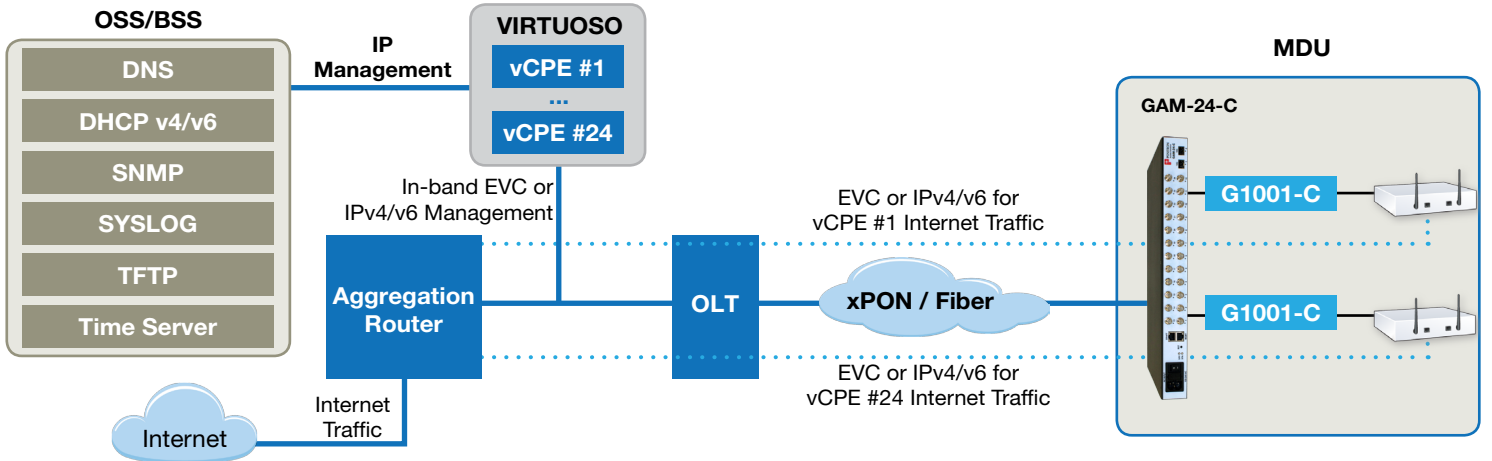 OSS/BSS
DNS
DHCP v4/v6
SNMP
SYSLOG
TFTP
Time Server
IP
Management
VIRTUOSO
vCPE #1
...
vCPE #24
In-band EVC or
IPv4/v6 Management
Aggregation
Router
Internet
Traffic
Internet
OLT
EVC or IPv4/v6 for
vCPE #1 Internet Traffic
xPON / Fiber
EVC or IPv4/v6 for
vCPE #24 Internet Traffic
MDU
GAM-24-C
G1001-C
G1001-C